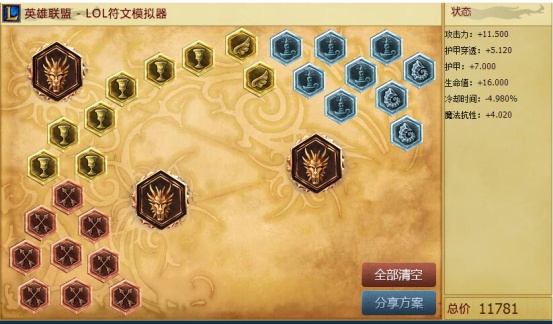 英雄联盟 - LOL符文模拟器
状态
攻击力: +11.500
护甲穿透: +5.120
护甲: +7.000
生命值: +16.000
冷却时间: -4.980%
魔法抗性: +4.020
全部清空
分享方案
总价 11781